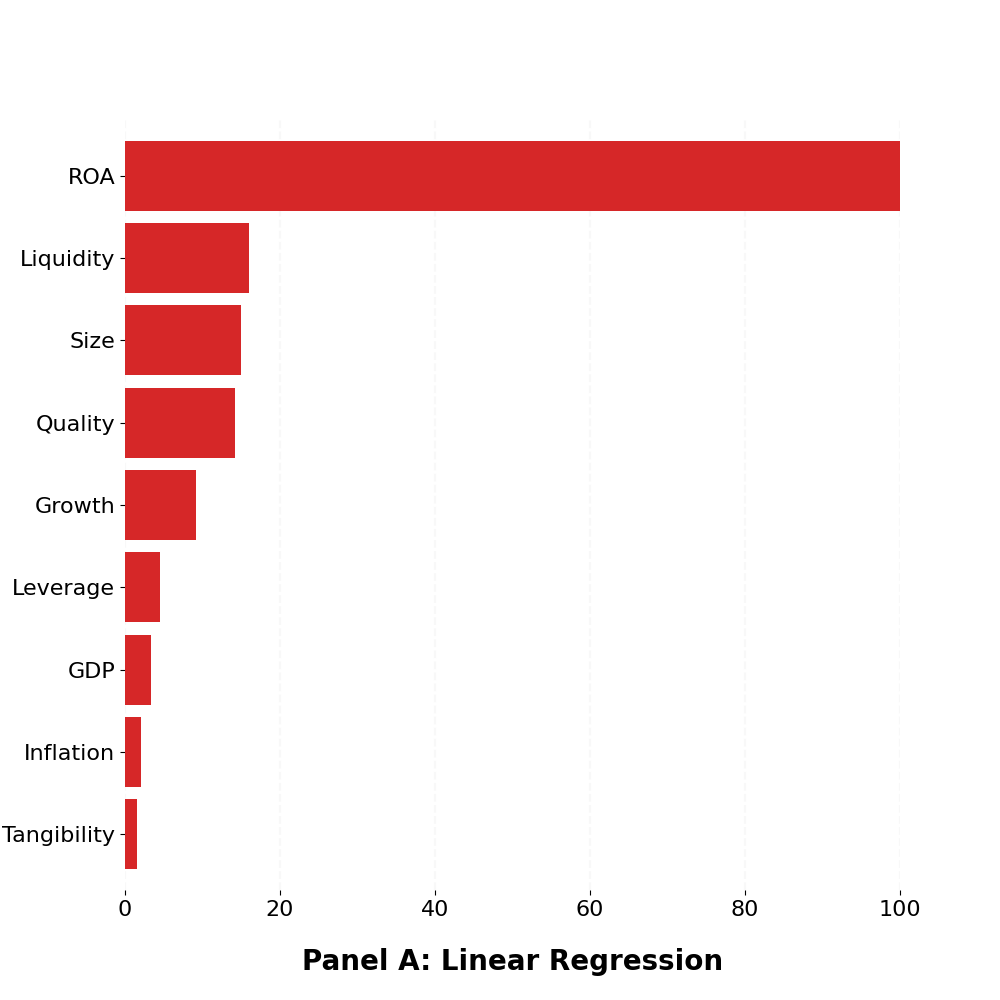 ROA
Liquidity
Size
Quality
Growth
Leverage
GDP
Inflation
Tangibility
0 20 40 60 80 100
Panel A: Linear Regression